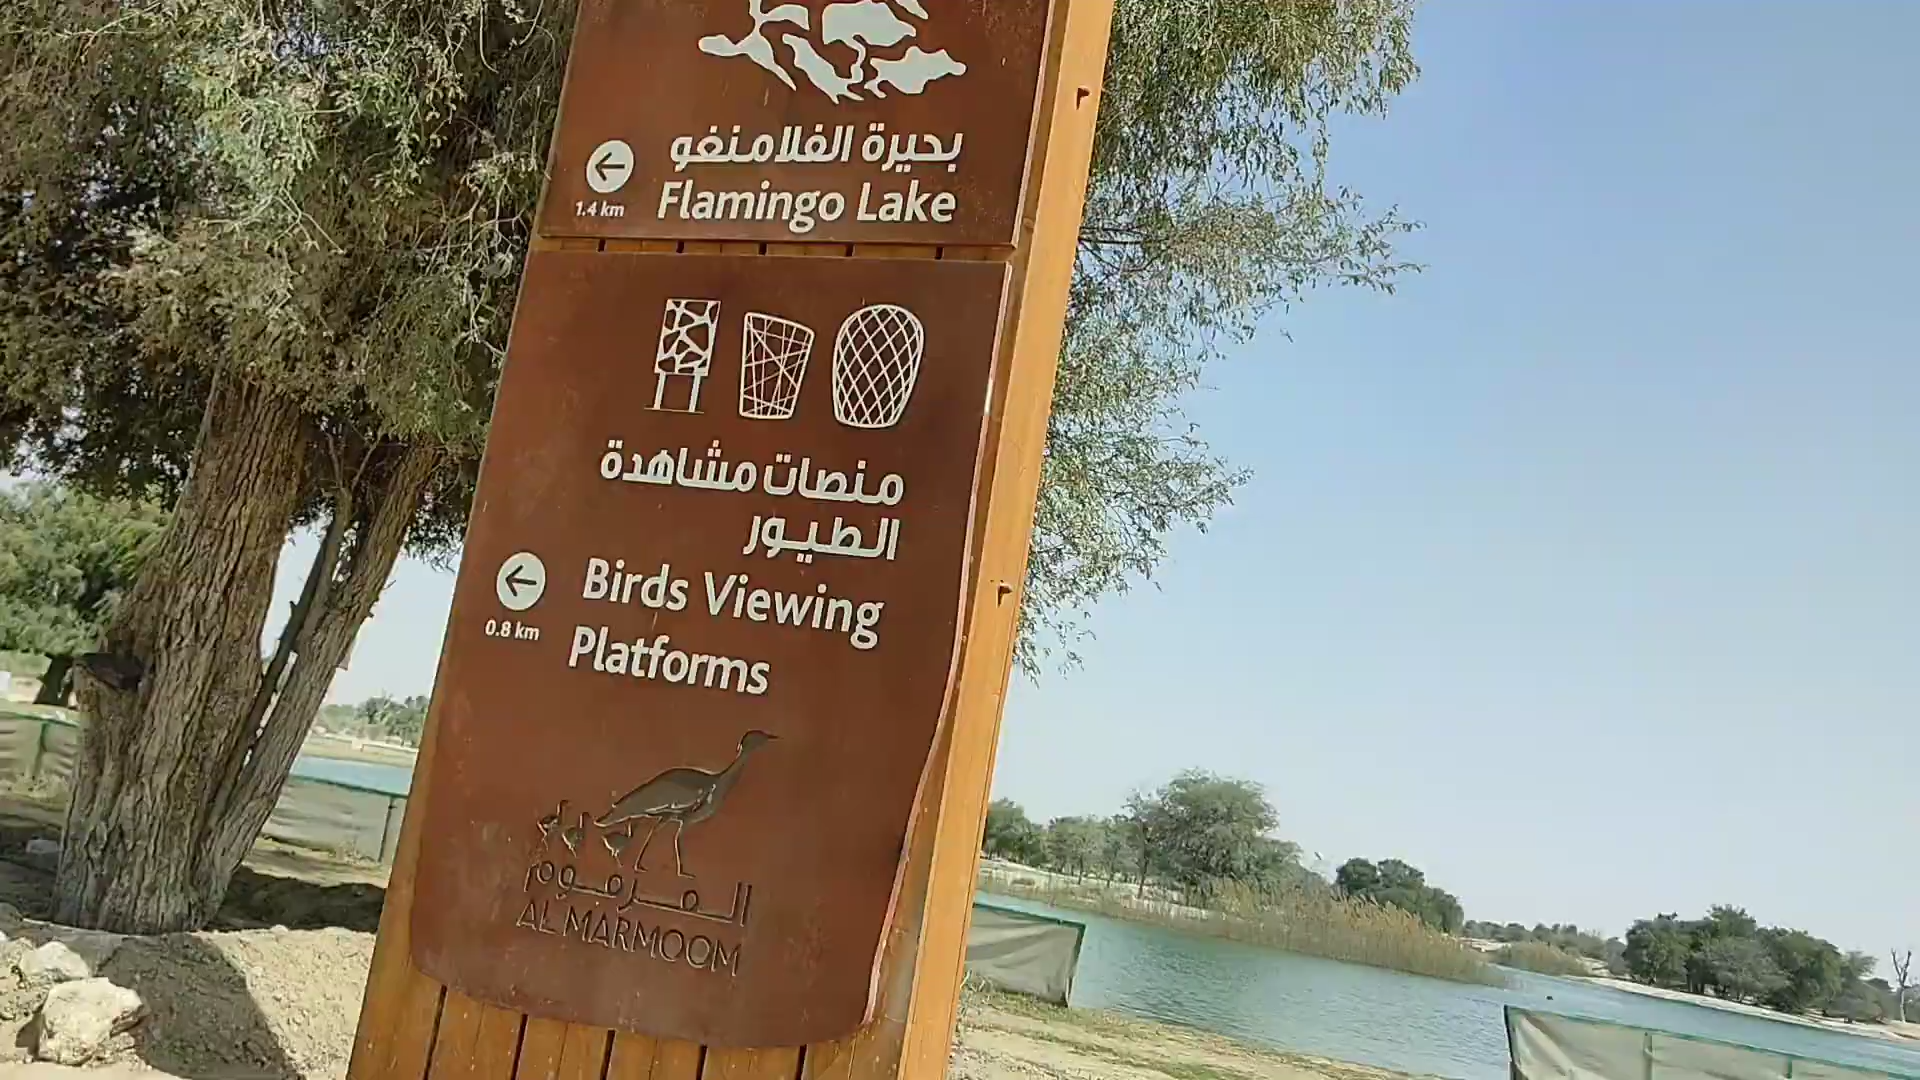 بحيرة الفلامنغو
Flamingo Lake
1.4 km
منصات مشاهدة
الطيور
Birds Viewing
Platforms
0.8 km
المرموم
AL MARMOOM